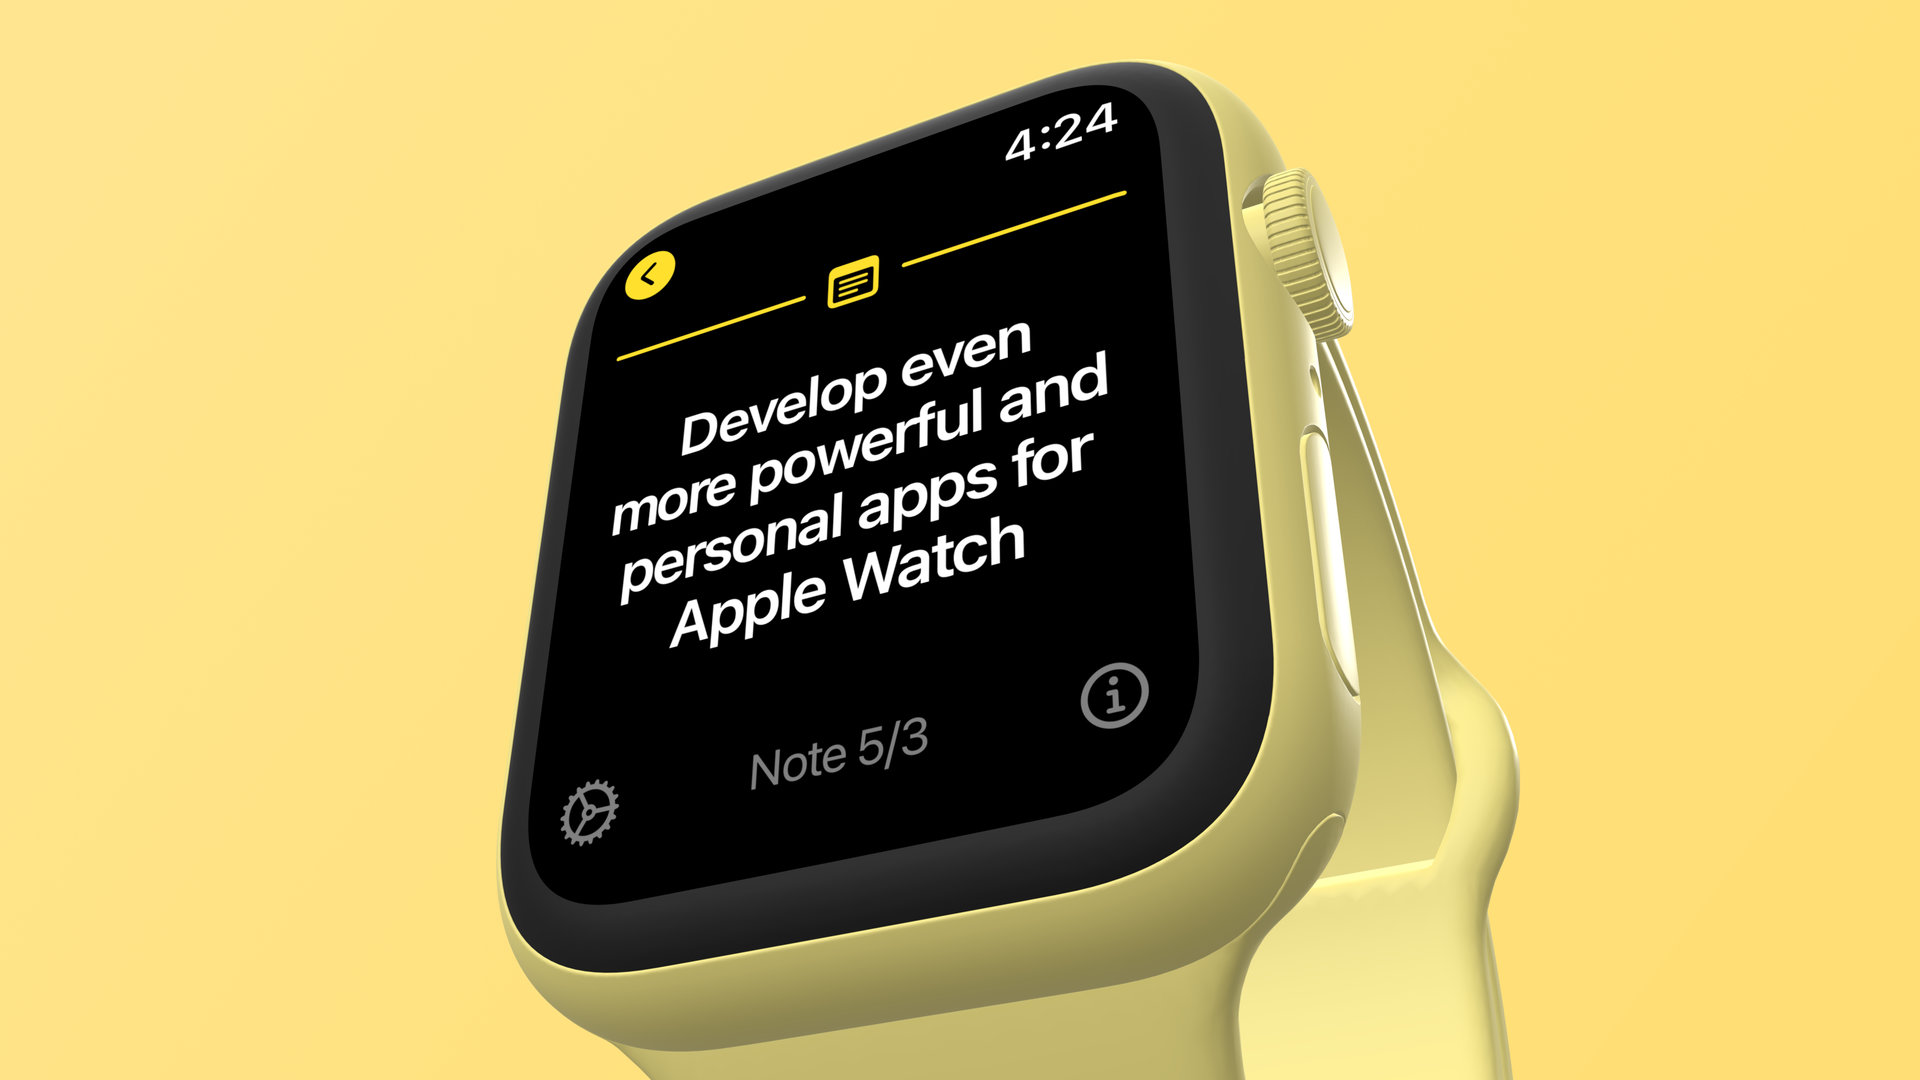 4:24
Develop even
more powerful and
personal apps for
Apple Watch
Note 5/3